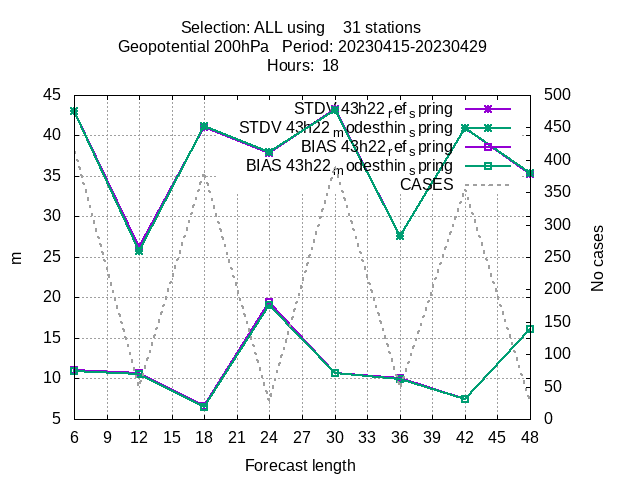 Selection: ALL using    31 stations
Geopotential 200hPa   Period: 20230415-20230429
Hours:  18
45 500
STDV 43h22_ref_spring
STDV 43h22_modesthin_spring
BIAS 43h22_ref_spring
BIAS 43h22_modesthin_spring
CASES
40 450
35 400
30 350
25 300
20 250
15 200
10 150
5 100
50
0
m
No cases
6 9 12 15 18 21 24 27 30 33 36 39 42 45 48
Forecast length